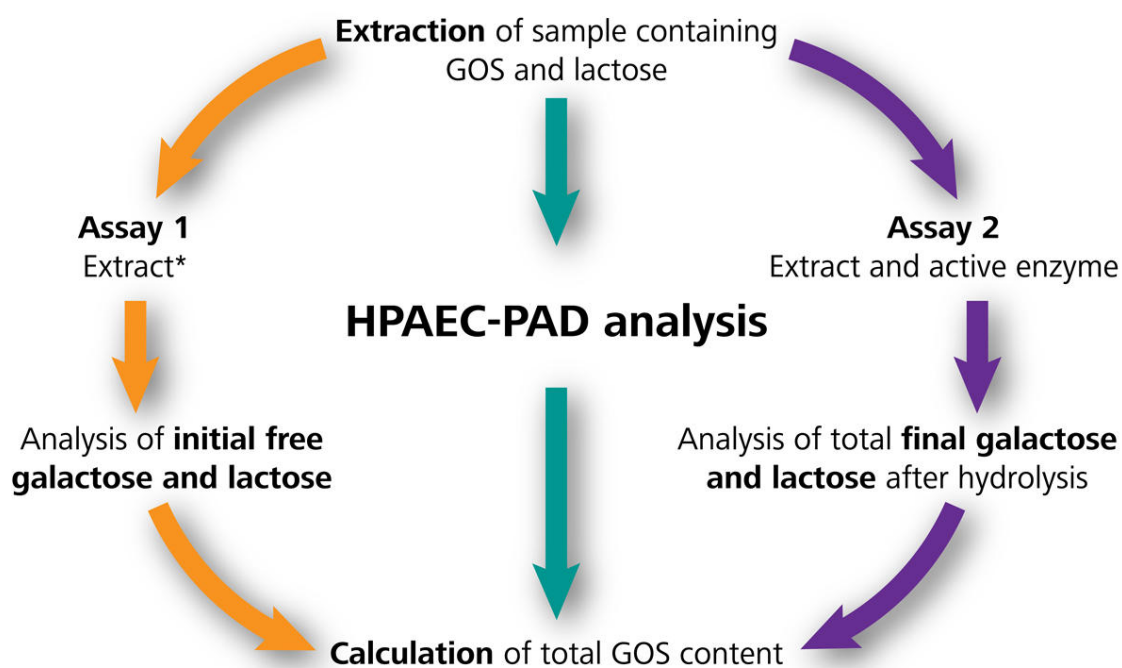 Extraction of sample containing
GOS and lactose
Assay 1
Extract*
Assay 2
Extract and active enzyme
HPAEC-PAD analysis
Analysis of initial free
galactose and lactose
Analysis of total final galactose
and lactose after hydrolysis
Calculation of total GOS content